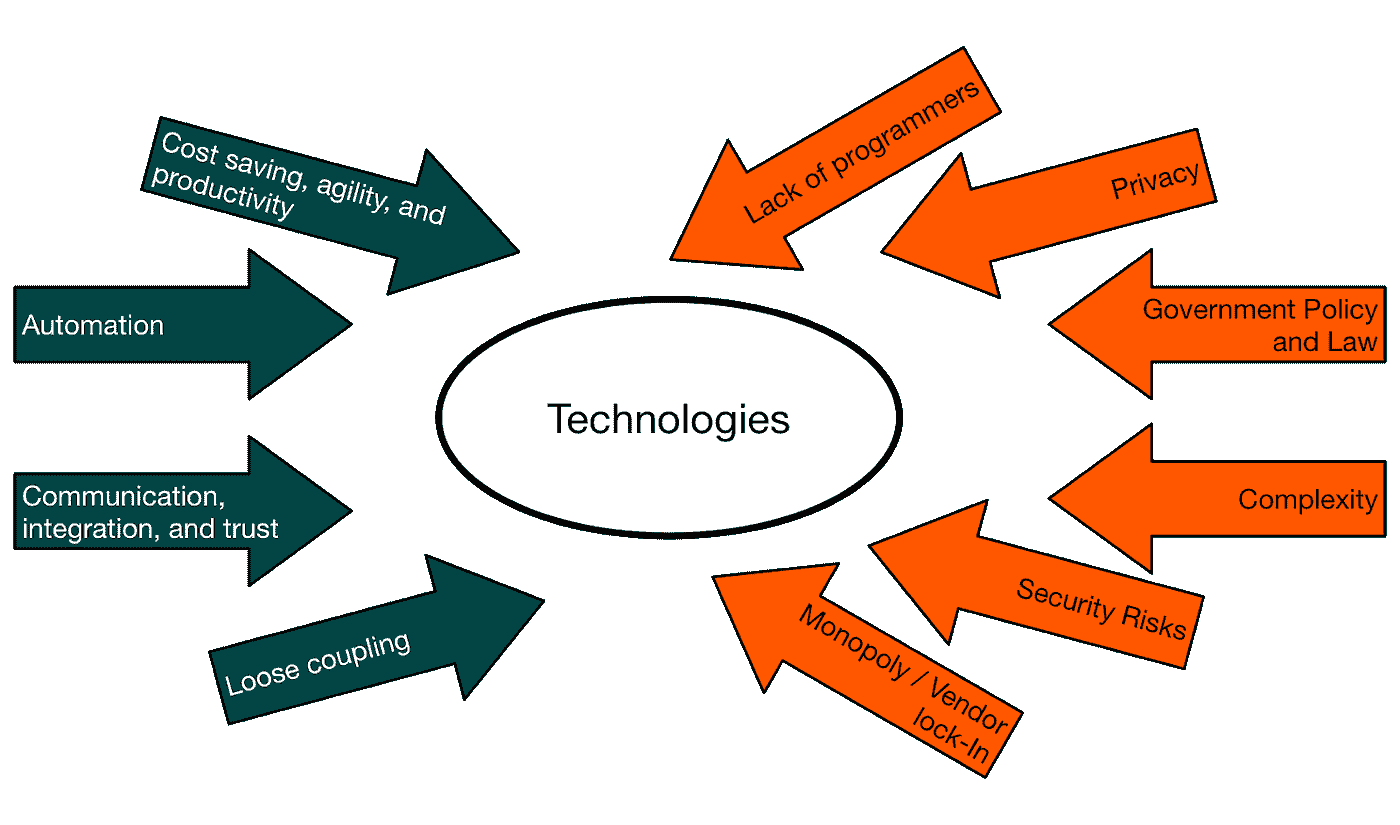 Cost saving, agility, and
productivity
Automation
Communication,
integration, and trust
Loose coupling
Technologies
Lack of programmers
Privacy
Government Policy
and Law
Complexity
Security Risks
Monopoly / Vendor
lock-In